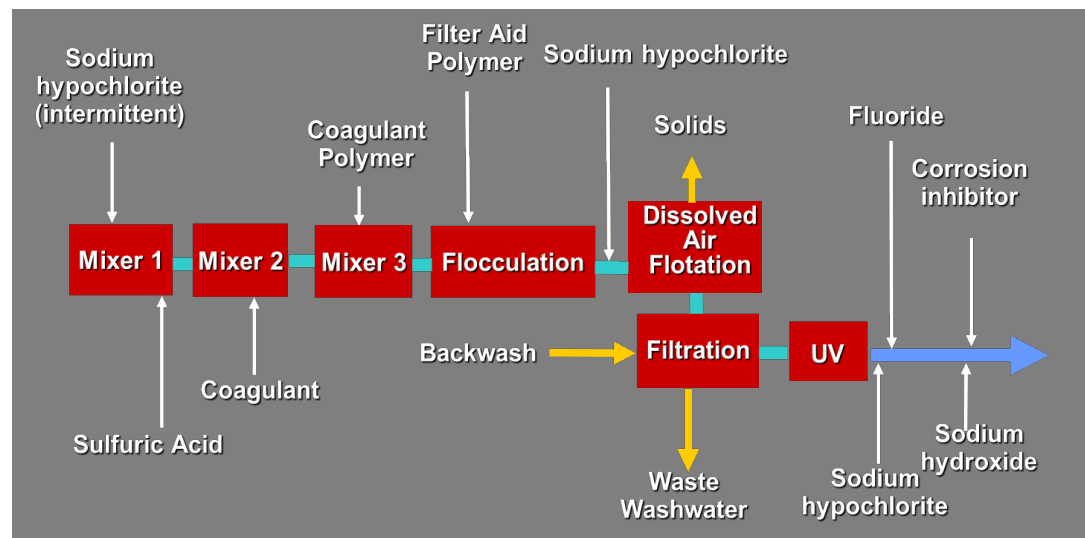 Sodium
hypochlorite
(intermittent)
Filter Aid
Polymer
Sodium hypochlorite
Coagulant
Polymer
Solids
Fluoride
Corrosion
inhibitor
Mixer 1
Mixer 2
Mixer 3
Flocculation
Dissolved
Air
Flotation
Backwash
Filtration
UV
Coagulant
Sulfuric Acid
Waste
Washwater
Sodium
hypochlorite
Sodium
hydroxide